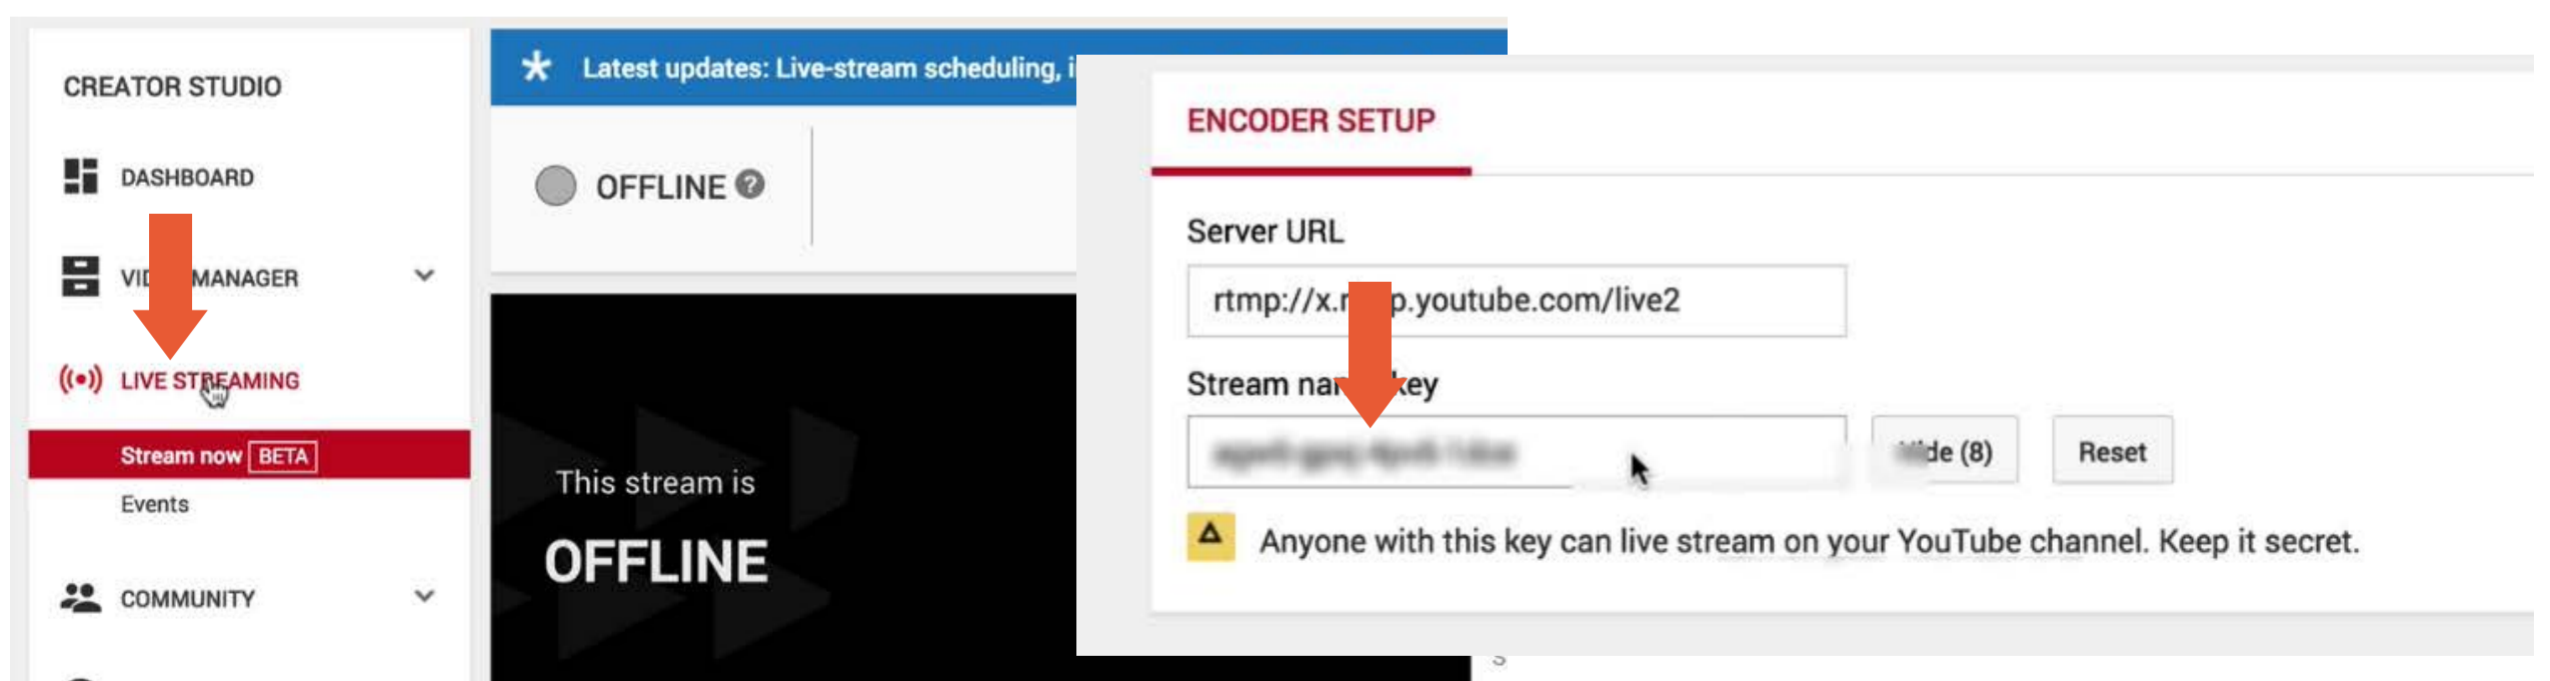 CREATOR STUDIO
DASHBOARD
MANAGER
LIVE STREAMING
Stream now BETA
Events
COMMUNITY
Latest updates: Live-stream scheduling,
OFFLINE ?
This stream is
OFFLINE
ENCODER SETUP
Server URL
youtube.com/live2
Stream
Reset
Anyone with this key can live stream on your YouTube channel. Keep it secret.